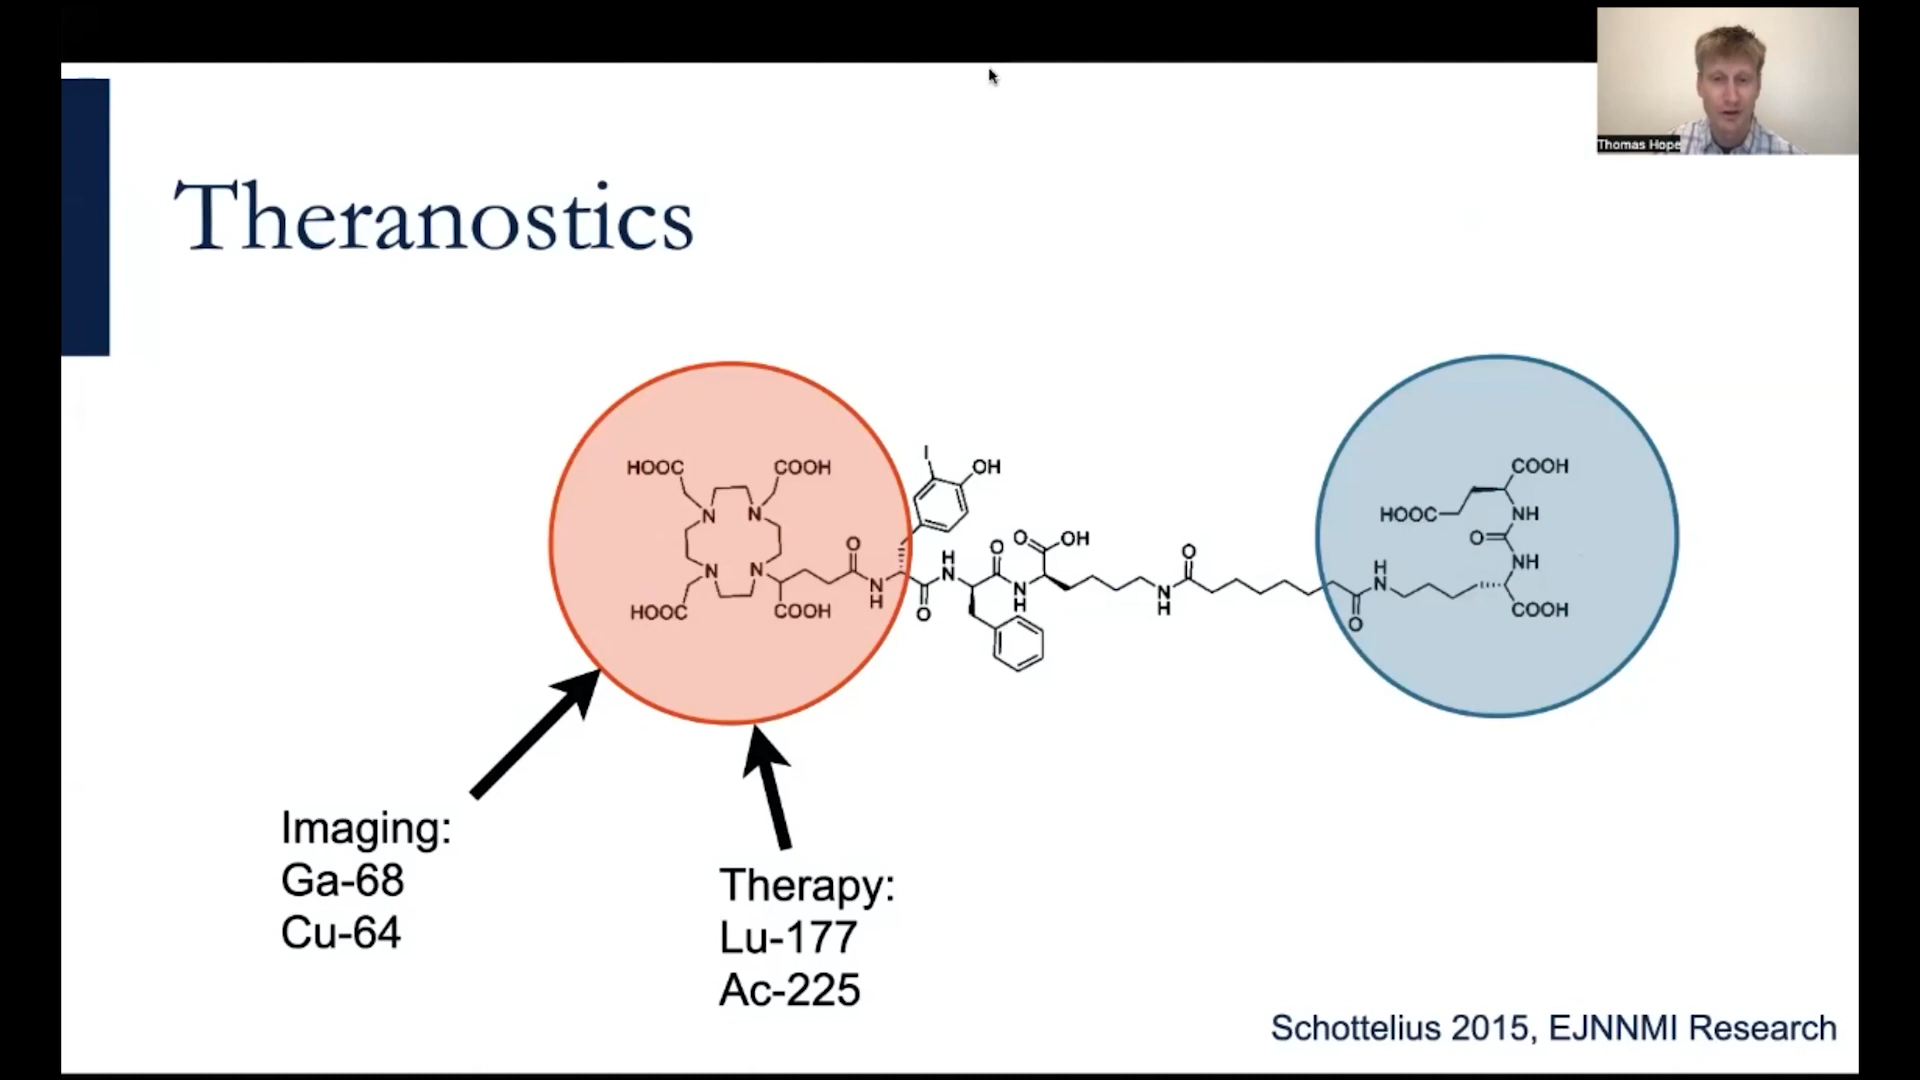 Thomas Hope
Theranostics
HOOC
COOH
N
N
N
N
HOOC
COOH
O
N
H
I
OH
O
H
N
O
N
H
O
OH
N
H
O
O
H
N
HOOC
COOH
NH
O
NH
COOH
Imaging:
Ga-68
Cu-64
Therapy:
Lu-177
Ac-225
Schottelius 2015, EJNNMI Research